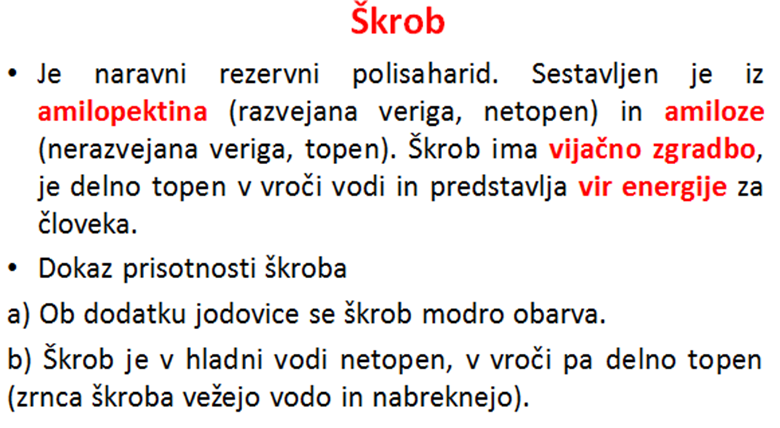 Škrob
• Je naravni rezervni polisaharid. Sestavljen je iz
amilopektina (razvejana veriga, netopen) in amiloze
(nerazvejana veriga, topen). Škrob ima vijačno zgradbo,
je delno topen v vroči vodi in predstavlja vir energije za
človeka.
• Dokaz prisotnosti škroba
a) Ob dodatku jodovice se škrob modro obarva.
b) Škrob je v hladni vodi netopen, v vroči pa delno topen
(zrnca škroba vežejo vodo in nabreknejo).